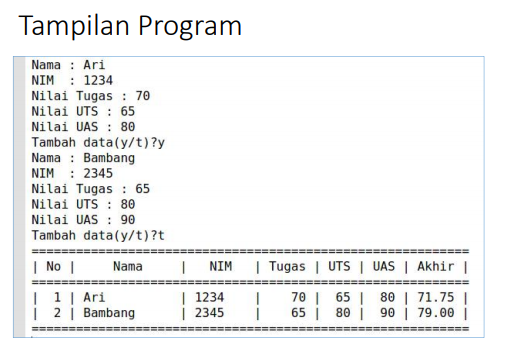 Tampilan Program
Nama : Ari
NIM  : 1234
Nilai Tugas : 70
Nilai UTS : 65
Nilai UAS : 80
Tambah data(y/t)?y
Nama : Bambang
NIM  : 2345
Nilai Tugas : 65
Nilai UTS : 80
Nilai UAS : 90
Tambah data(y/t)?t
==========================================================
| No |     Nama     |   NIM   | Tugas | UTS | UAS | Akhir |
==========================================================
|  1 | Ari          | 1234    |    70 |  65 |  80 | 71.75 |
|  2 | Bambang      | 2345    |    65 |  80 |  90 | 79.00 |
==========================================================